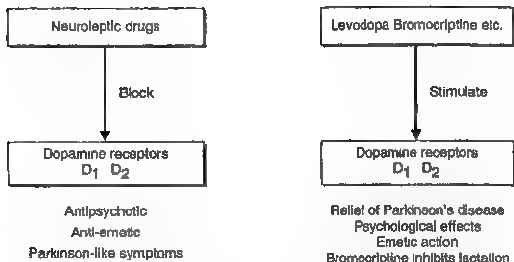 Neuroleptic drugs
Block
Dopamine receptors
D1 D2
Antipsychotic
Anti-emetic
Parkinson-like symptoms
Levodopa Bromocriptine etc.
Stimulate
Dopamine receptors
D1 D2
Relief of Parkinson's disease
Psychological effects
Emetic action
Bromocriptine inhibits lactation